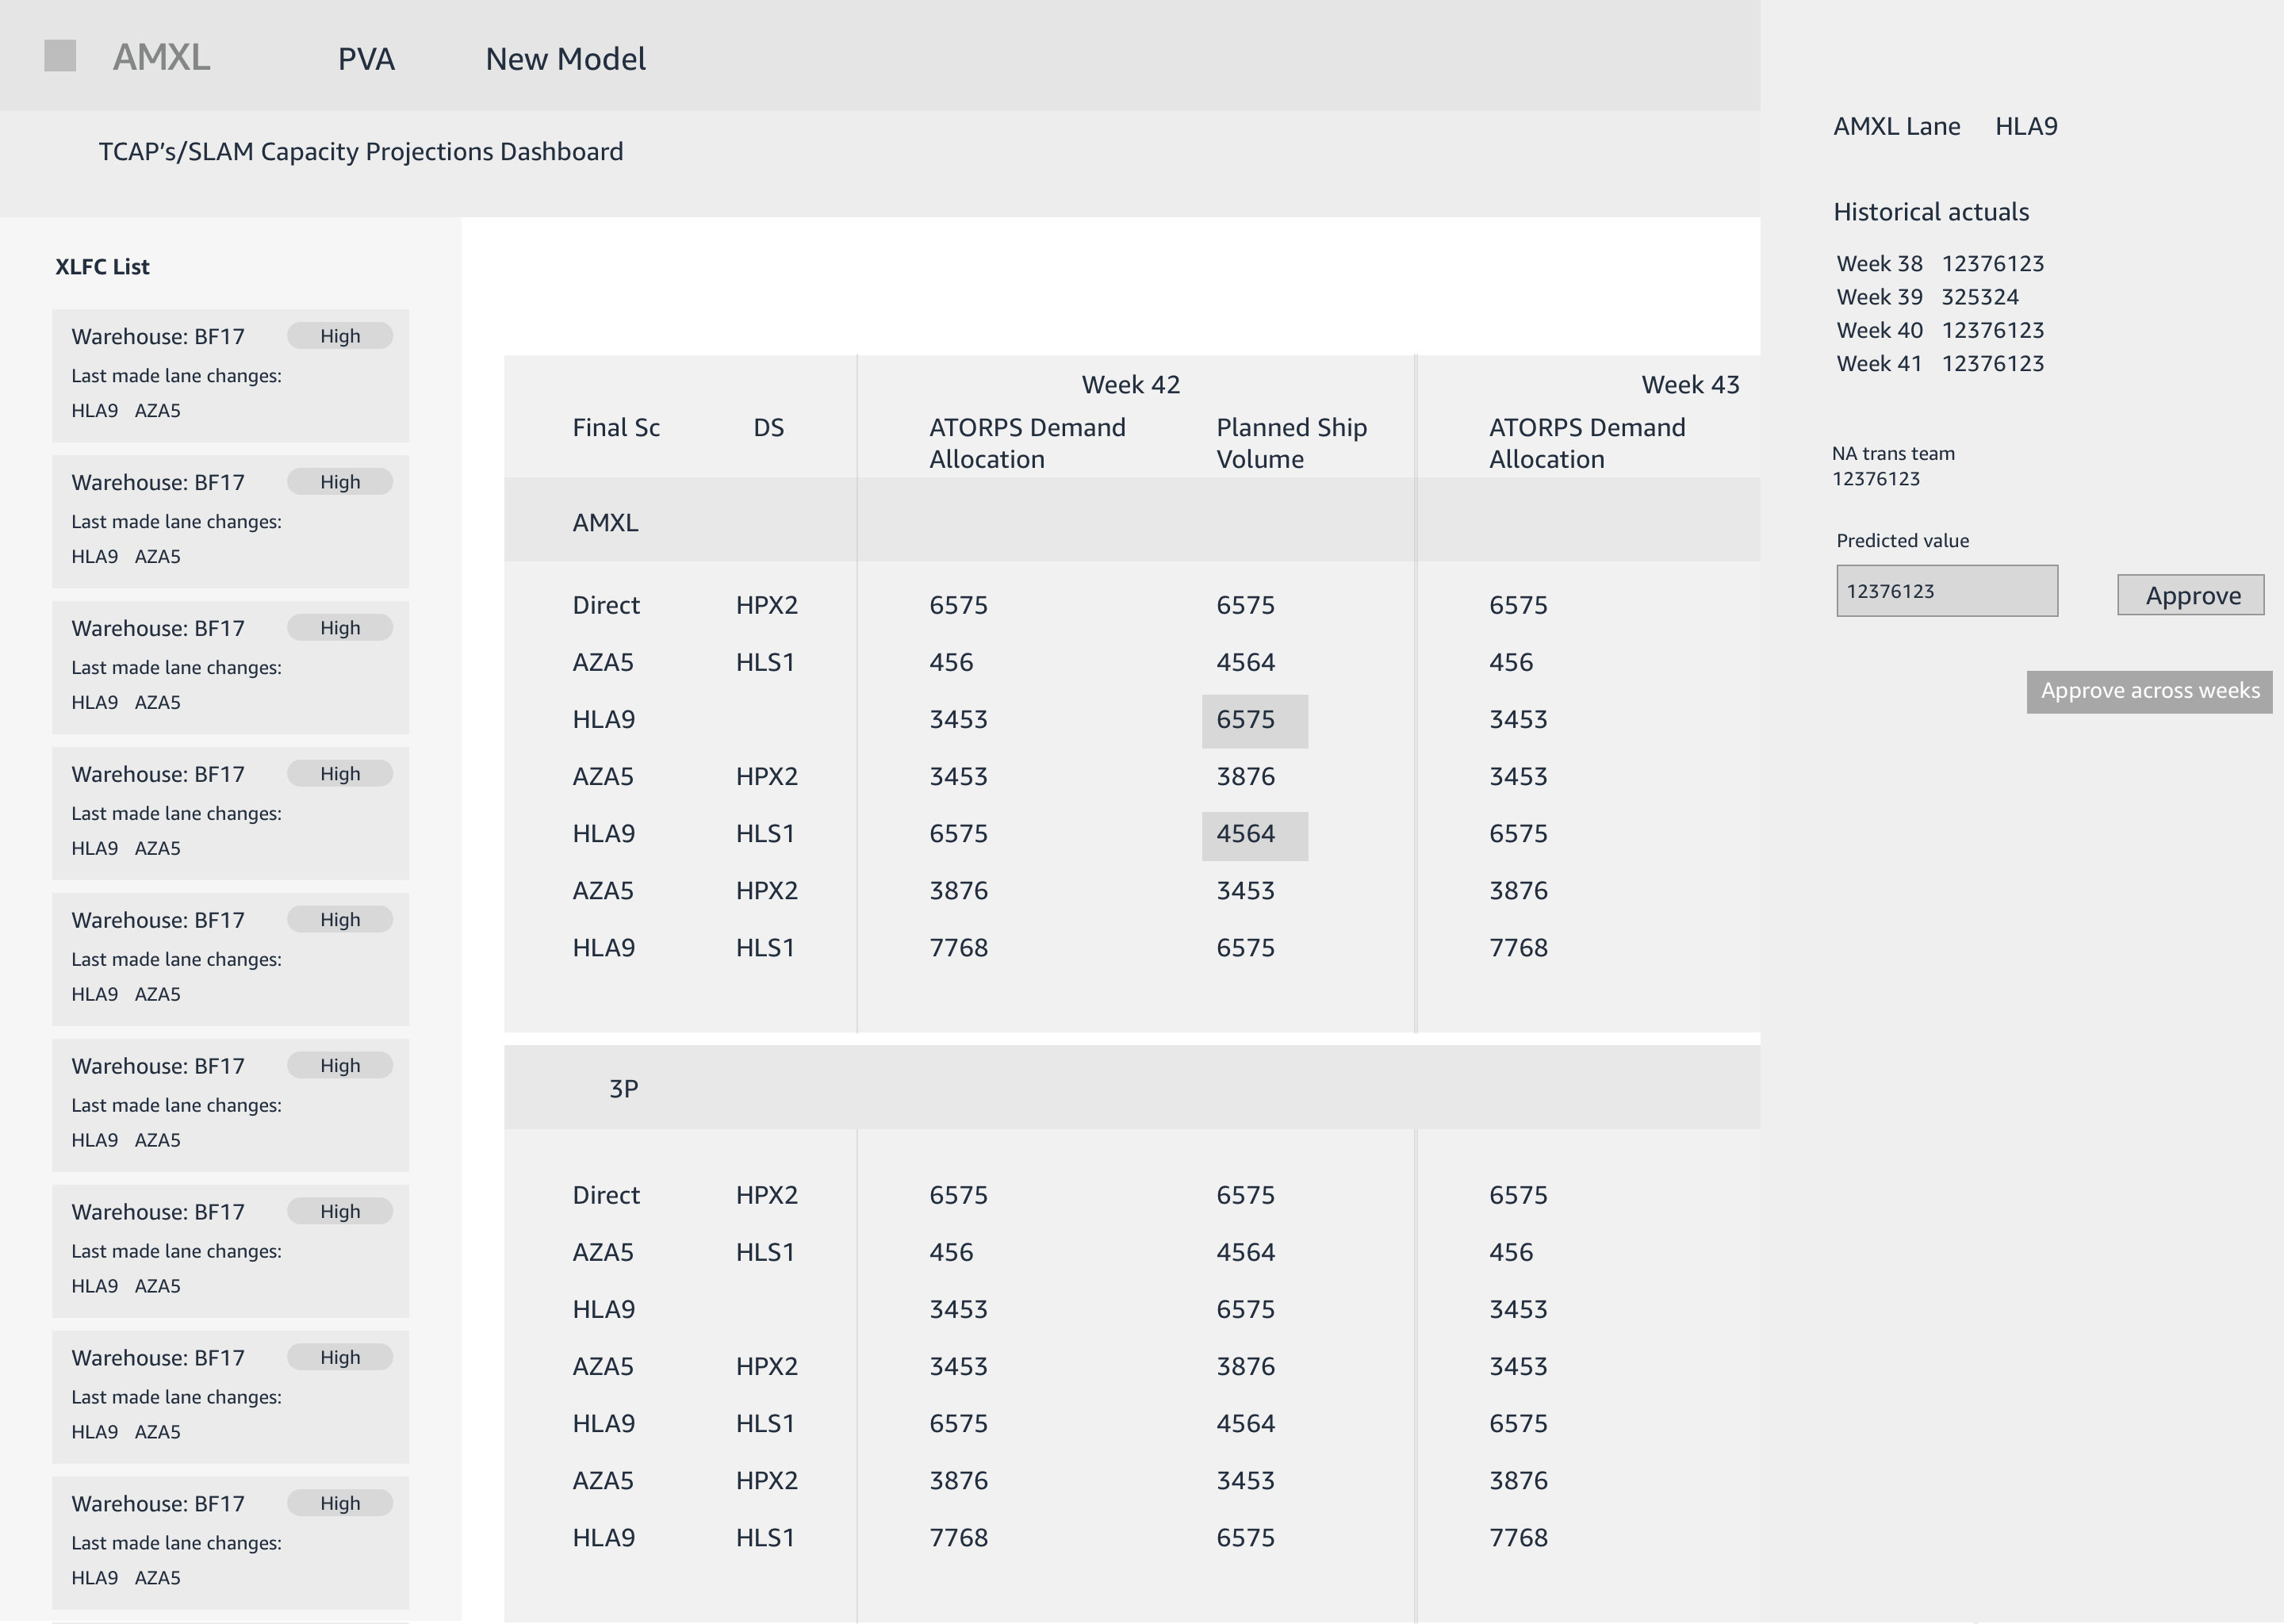 AMXL PVA New Model
TCAP’s/SLAM Capacity Projections Dashboard
XLFC List
Warehouse: BF17 High
Last made lane changes:
HLA9 AZA5
Warehouse: BF17 High
Last made lane changes:
HLA9 AZA5
Warehouse: BF17 High
Last made lane changes:
HLA9 AZA5
Warehouse: BF17 High
Last made lane changes:
HLA9 AZA5
Warehouse: BF17 High
Last made lane changes:
HLA9 AZA5
Warehouse: BF17 High
Last made lane changes:
HLA9 AZA5
Warehouse: BF17 High
Last made lane changes:
HLA9 AZA5
Warehouse: BF17 High
Last made lane changes:
HLA9 AZA5
Warehouse: BF17 High
Last made lane changes:
HLA9 AZA5
Week 42 Week 43
Final Sc DS ATORPS Demand Planned Ship ATORPS Demand
Allocation Volume Allocation
AMXL
Direct HPX2 6575 6575 6575
AZA5 HLS1 456 4564 456
HLA9 3453 6575 3453
AZA5 HPX2 3453 3876 3453
HLA9 HLS1 6575 4564 6575
AZA5 HPX2 3876 3453 3876
HLA9 HLS1 7768 6575 7768
3P
Direct HPX2 6575 6575 6575
AZA5 HLS1 456 4564 456
HLA9 3453 6575 3453
AZA5 HPX2 3453 3876 3453
HLA9 HLS1 6575 4564 6575
AZA5 HPX2 3876 3453 3876
HLA9 HLS1 7768 6575 7768
AMXL Lane HLA9
Historical actuals
Week 38 12376123
Week 39 325324
Week 40 12376123
Week 41 12376123
NA trans team
12376123
Predicted value
12376123 Approve
Approve across weeks